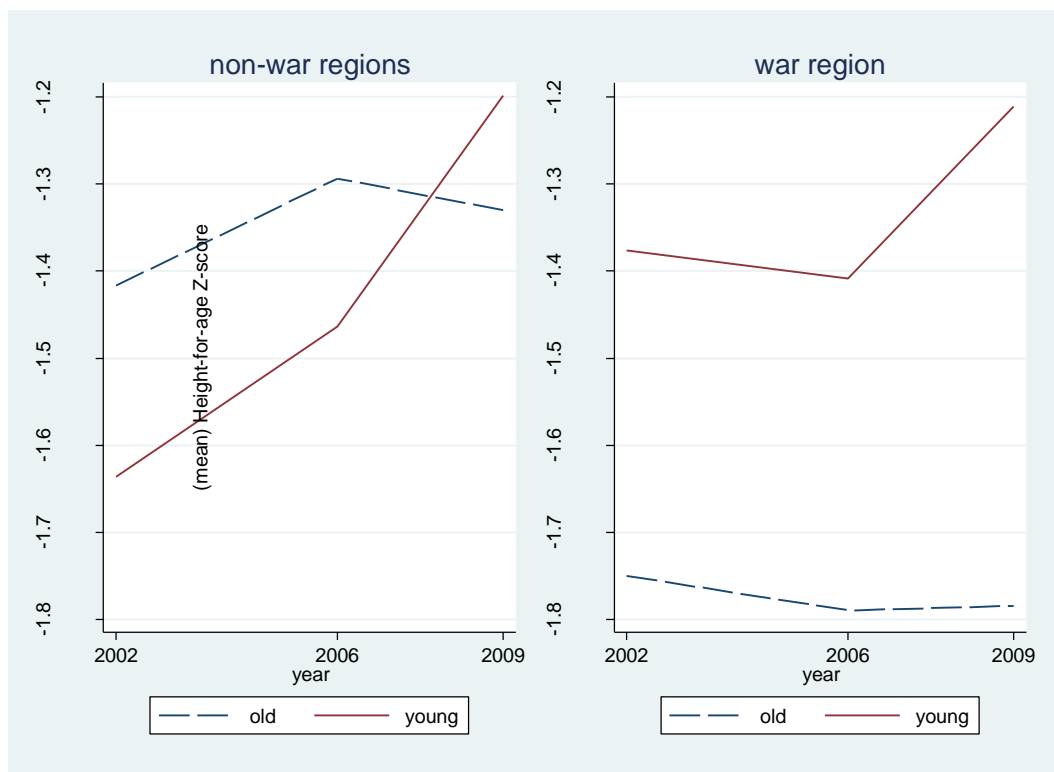 non-war regions
(mean) Height-for-age Z-score
-1.2
-1.3
-1.4
-1.5
-1.6
-1.7
-1.8
2002 2006 2009
year
old young
war region
-1.2
-1.3
-1.4
-1.5
-1.6
-1.7
-1.8
2002 2006 2009
year
old young